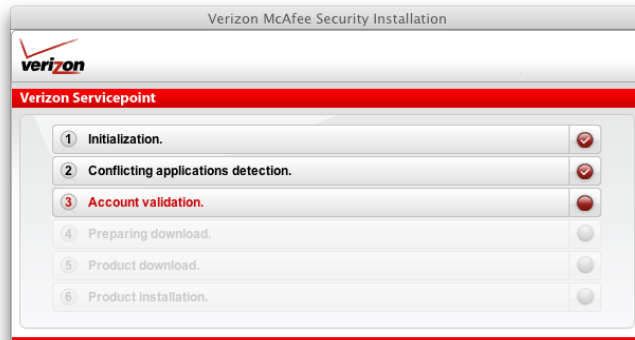 Verizon McAfee Security Installation
verizon
Verizon Servicepoint
1 Initialization.
2 Conflicting applications detection.
3 Account validation.
4 Preparing download.
5 Product download.
6 Product installation.